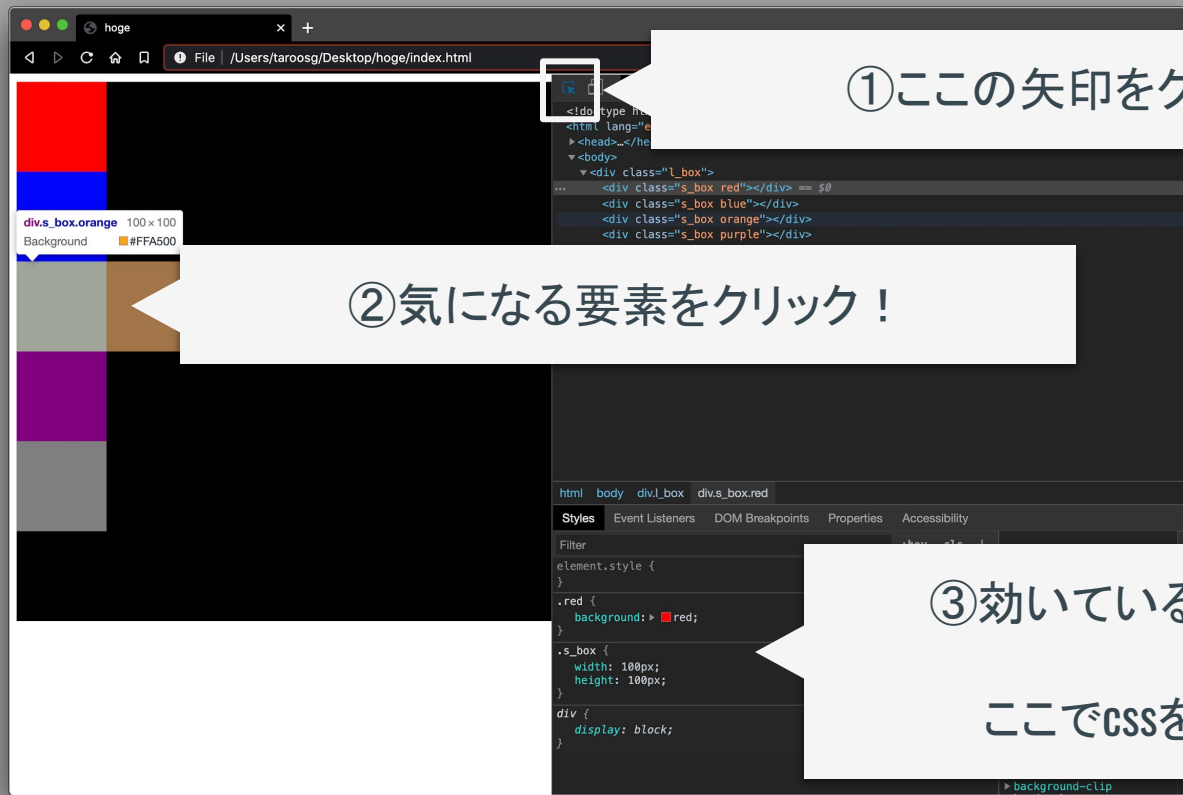 hoge
File | /Users/taroosg/Desktop/hoge/index.html
①ここの矢印をク
<!doctype ht
<html lang="e
<head>…</he
<body>
<div class="l_box">
<div class="s_box red"></div> == $0
<div class="s_box blue"></div>
<div class="s_box orange"></div>
<div class="s_box purple"></div>
div.s_box.orange 100×100
Background #FFA500
②気になる要素をクリック！
html body div.l_box div.s_box.red
Styles Event Listeners DOM Breakpoints Properties Accessibility
Filter
element.style {
}
.red {
background: red;
}
.s_box {
width: 100px;
height: 100px;
}
div {
display: block;
}
③効いている
ここでcssを
background-clip